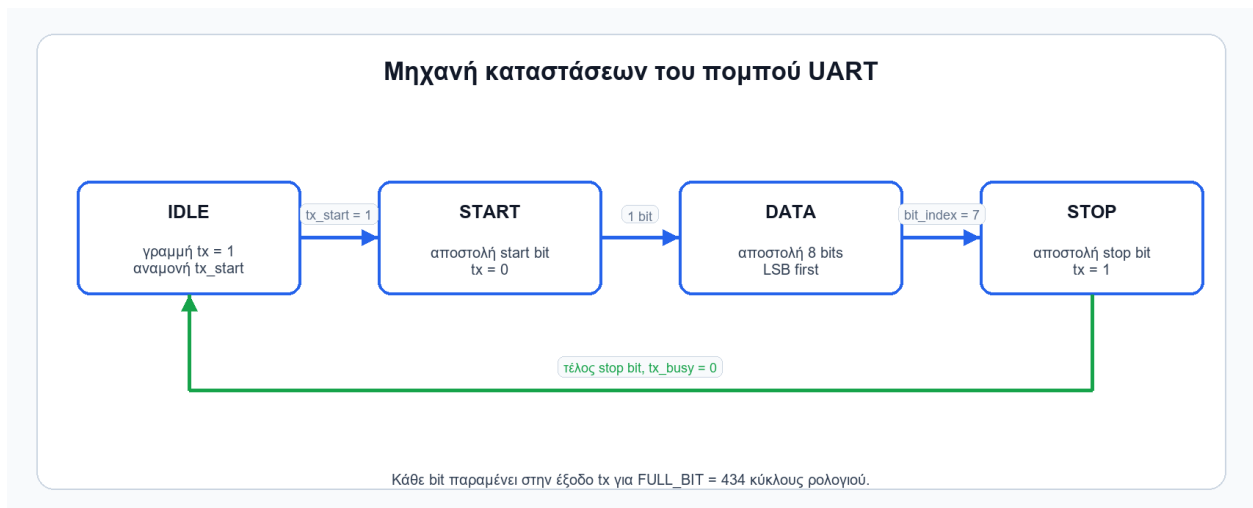 Μηχανή καταστάσεων του πομπού UART
IDLE
γραμμή tx = 1
αναμονή tx_start
tx_start = 1
START
αποστολή start bit
tx = 0
1 bit
DATA
αποστολή 8 bits
LSB first
bit_index = 7
STOP
αποστολή stop bit
tx = 1
τέλος stop bit, tx_busy = 0
Κάθε bit παραμένει στην έξοδο tx για FULL_BIT = 434 κύκλους ρολογιού.